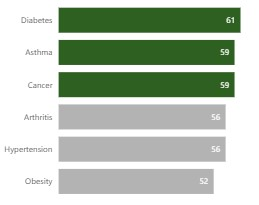 Diabetes 61
Asthma 59
Cancer 59
Arthritis 56
Hypertension 56
Obesity 52